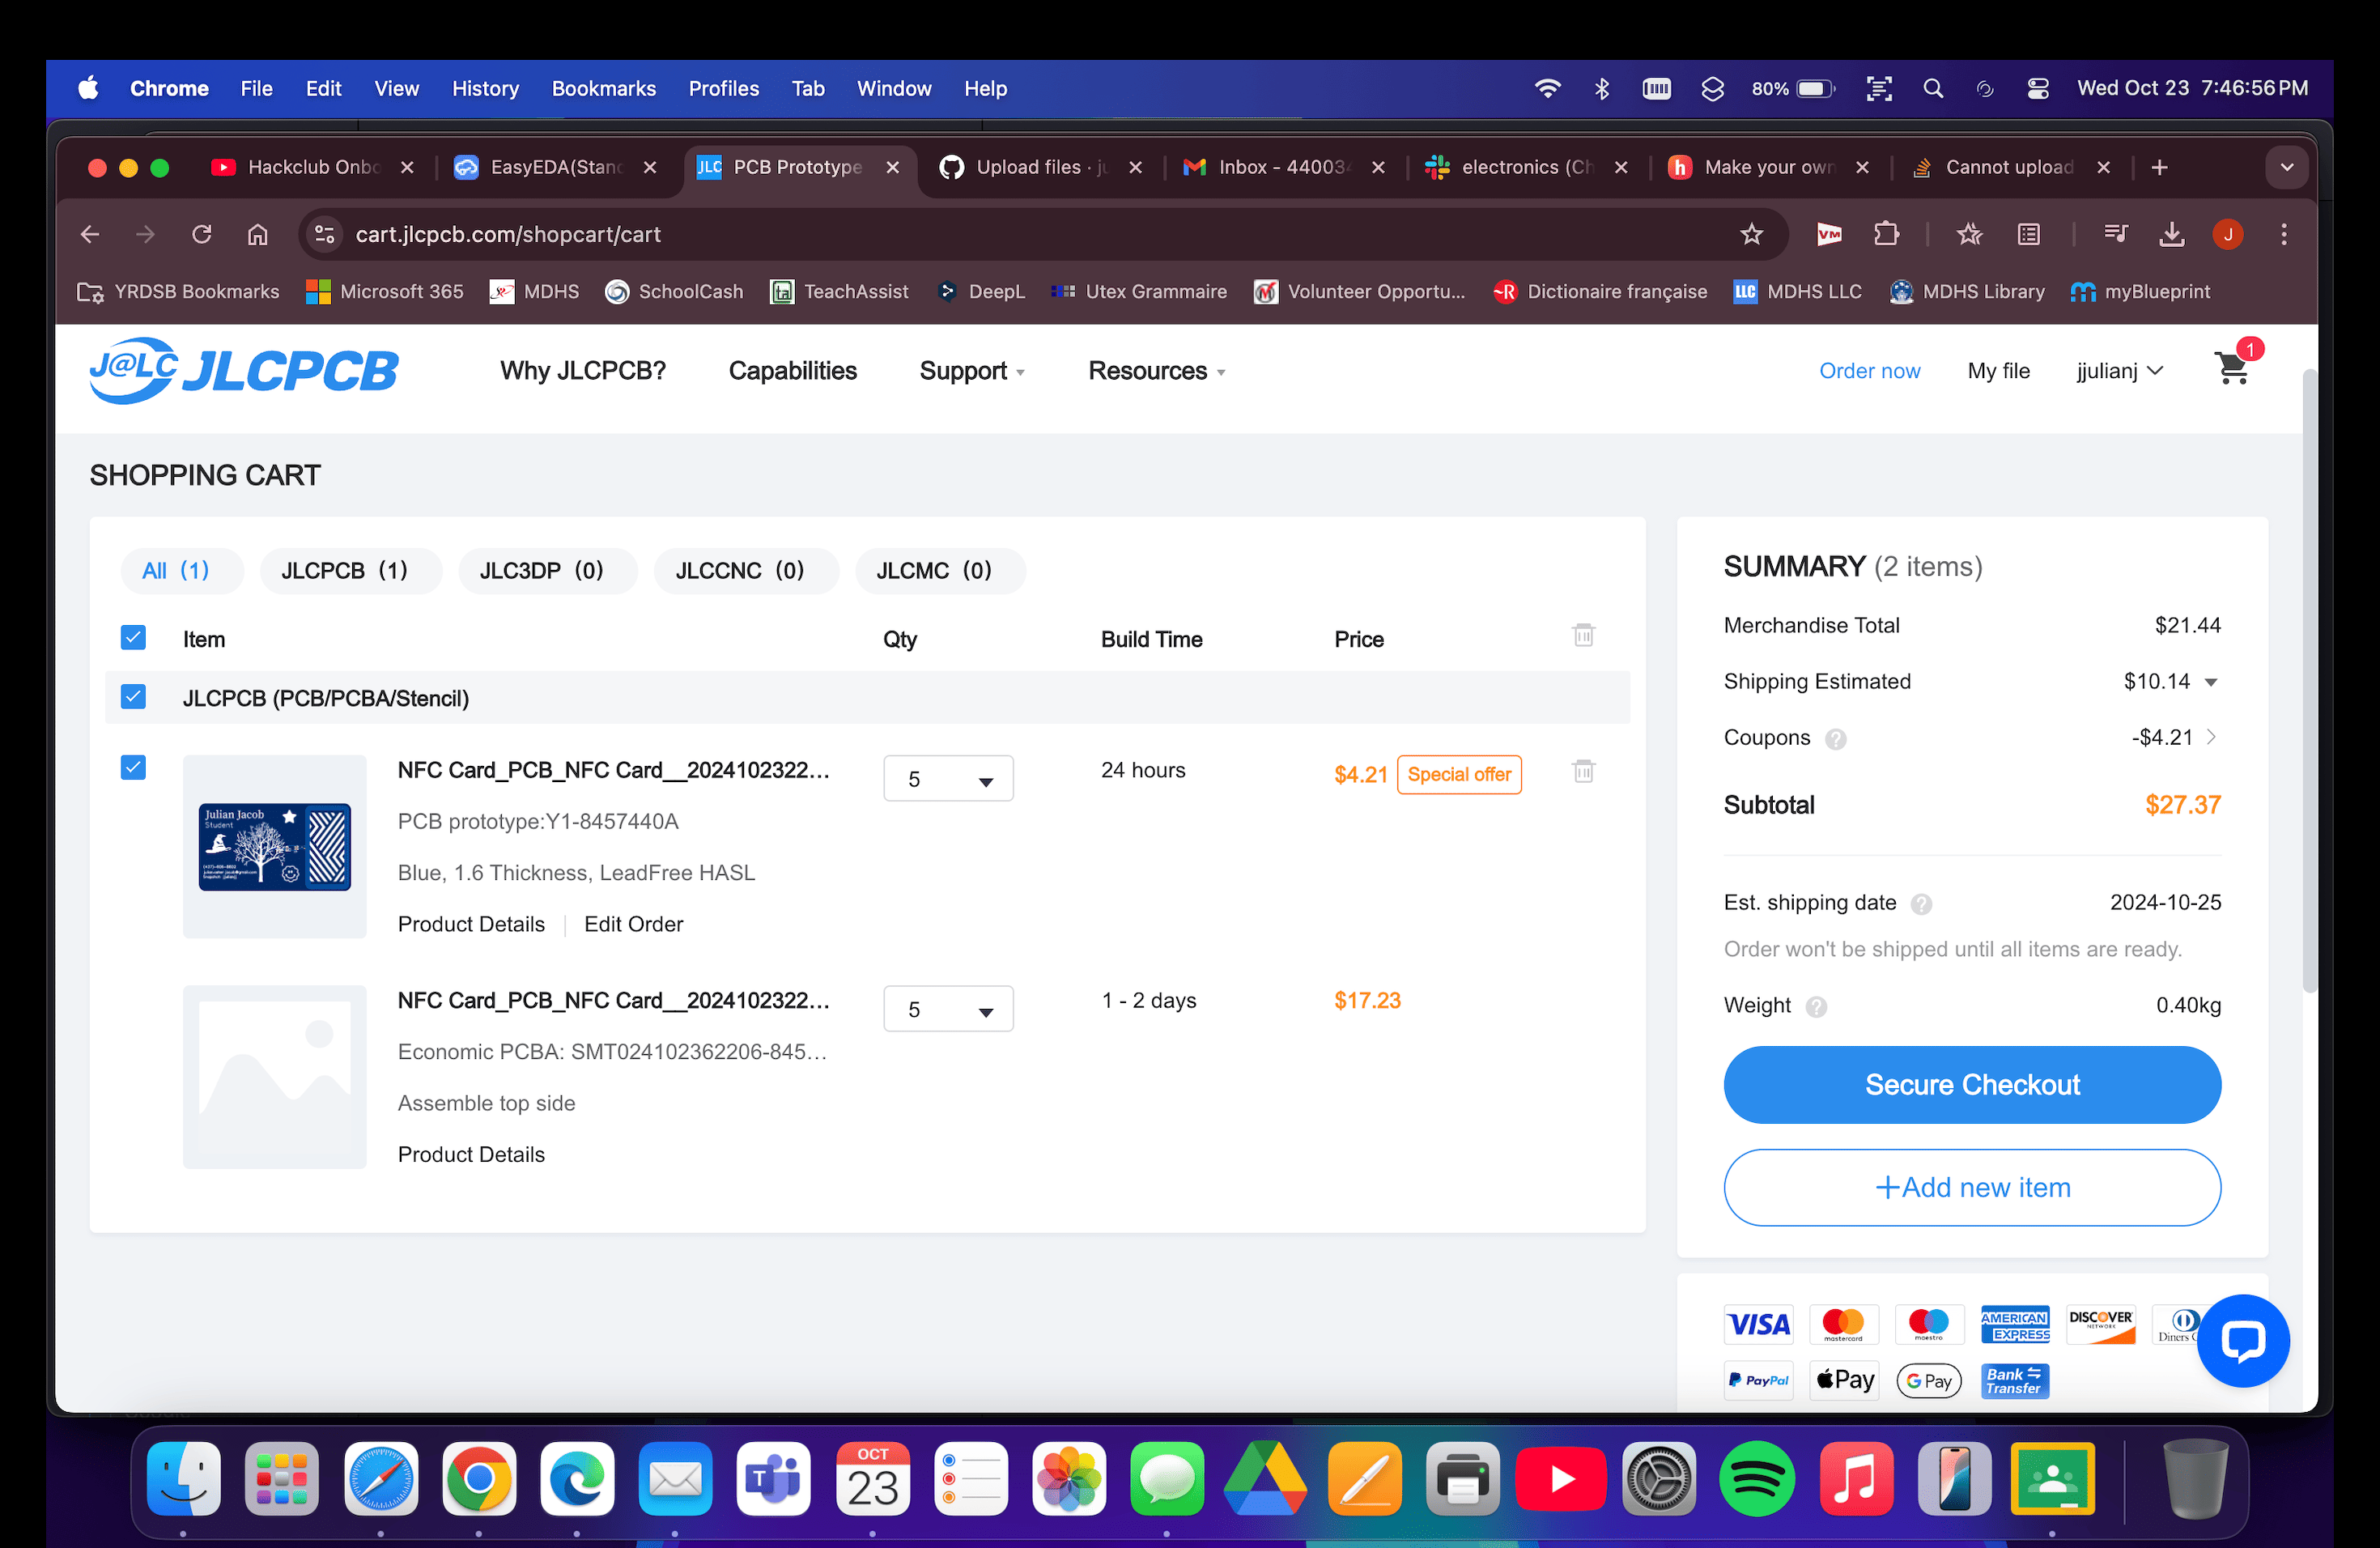 Chrome File Edit View History Bookmarks Profiles Tab Window Help 80% Wed Oct 23 7:46:56 PM
Hackclub Onbo EasyEDA(Stan JLC PCB Prototype Upload files · ju Inbox - 44003 electronics (Ch h Make your own Cannot upload
cart.jlcpcb.com/shopcart/cart VM J
YRDSB Bookmarks Microsoft 365 MDHS SchoolCash ta TeachAssist DeepL Utex Grammaire Volunteer Opportu... Dictionaire française LLC MDHS LLC MDHS Library myBlueprint
J@LC JLCPCB Why JLCPCB? Capabilities Support Resources Order now My file jjulianj 1
SHOPPING CART
All (1) JLCPCB (1) JLC3DP (0) JLCCNC (0) JLCMC (0)
Item Qty Build Time Price
JLCPCB (PCB/PCBA/Stencil)
NFC Card_PCB_NFC Card__2024102322... 5 24 hours $4.21 Special offer
PCB prototype:Y1-8457440A
Blue, 1.6 Thickness, LeadFree HASL
Product Details Edit Order
Julian Jacob
Student
NFC Card_PCB_NFC Card__2024102322... 5 1 - 2 days $17.23
Economic PCBA: SMT024102362206-845...
Assemble top side
Product Details
SUMMARY (2 items)
Merchandise Total $21.44
Shipping Estimated $10.14
Coupons ? -$4.21
Subtotal $27.37
Est. shipping date ? 2024-10-25
Order won't be shipped until all items are ready.
Weight ? 0.40kg
Secure Checkout
+Add new item
VISA mastercard maestro AMERICAN EXPRESS DISCOVER NETWORK Diners C
PayPal Pay G Pay Bank Transfer
T OCT 23